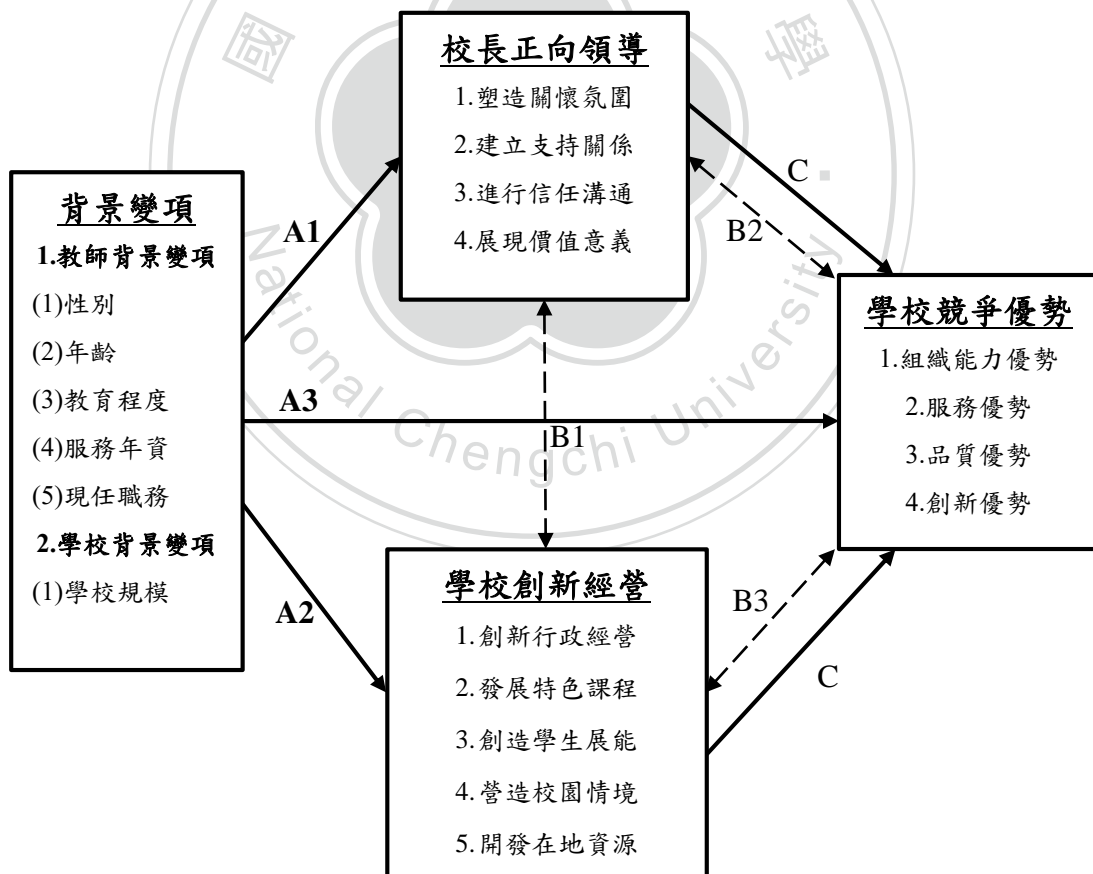 國
學
National Chengchi University
背景變項
1.教師背景變項
(1)性別
(2)年齡
(3)教育程度
(4)服務年資
(5)現任職務
2.學校背景變項
(1)學校規模
A1
A3
A2
校長正向領導
1.塑造關懷氛圍
2.建立支持關係
3.進行信任溝通
4.展現價值意義
B1
學校創新經營
1.創新行政經營
2.發展特色課程
3.創造學生展能
4.營造校園情境
5.開發在地資源
C
B2
B3
C
學校競爭優勢
1.組織能力優勢
2.服務優勢
3.品質優勢
4.創新優勢